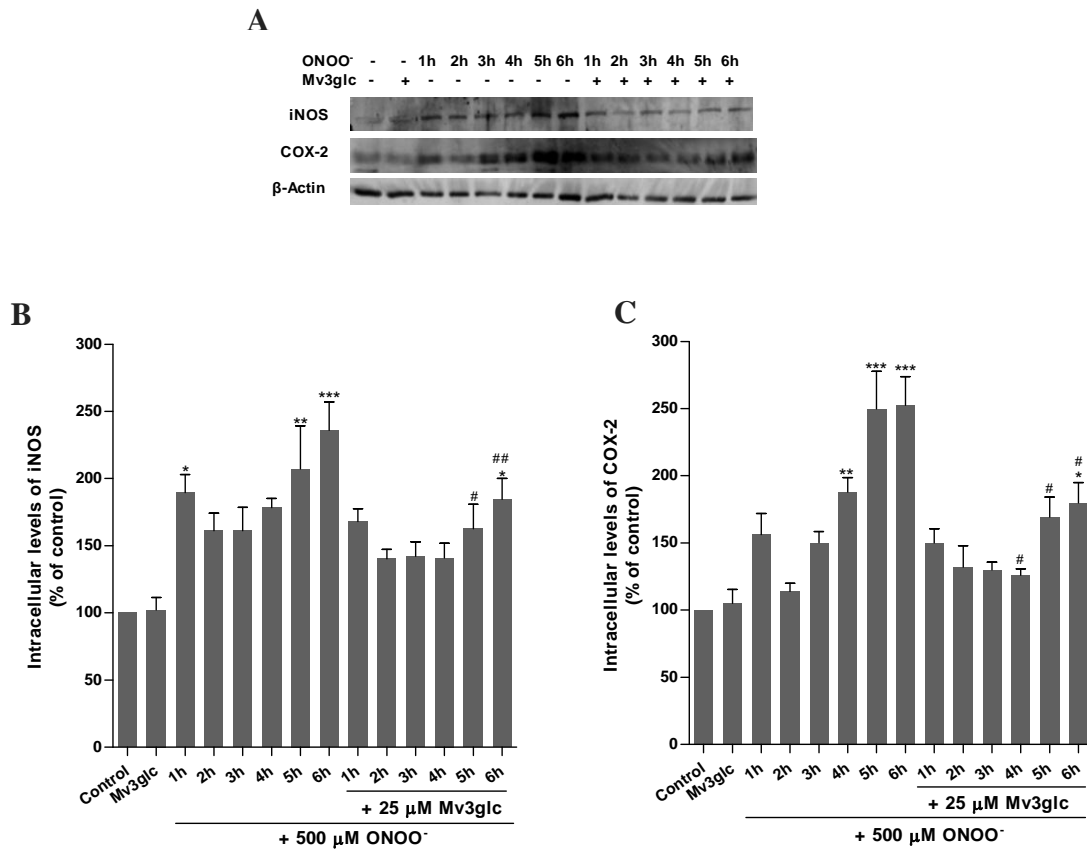 A
ONOO⁻ - - 1h 2h 3h 4h 5h 6h 1h 2h 3h 4h 5h 6h
Mv3glc - + - - - - - - + + + + + +
iNOS
COX-2
β-Actin
B
Intracellular levels of iNOS
(% of control)
300
250
200
150
100
50
0
*
**
***
#
##
*
Control Mv3glc 1h 2h 3h 4h 5h 6h 1h 2h 3h 4h 5h 6h
+ 25 μM Mv3glc
+ 500 μM ONOO⁻
C
Intracellular levels of COX-2
(% of control)
300
250
200
150
100
50
0
**
***
***
#
#
#
*
Control Mv3glc 1h 2h 3h 4h 5h 6h 1h 2h 3h 4h 5h 6h
+ 25 μM Mv3glc
+ 500 μM ONOO⁻